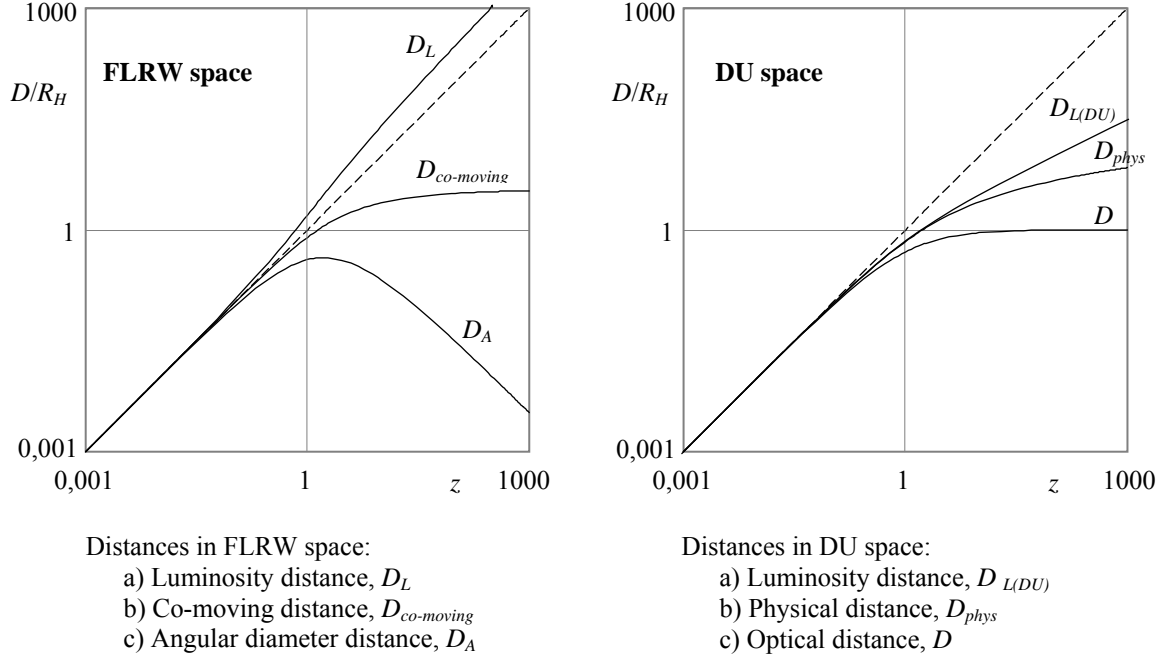 1000
FLRW space
D/R_H
D_L
D_co-moving
1
D_A
0,001
0,001 1 z 1000
1000
DU space
D/R_H
D_L(DU)
D_phys
1
D
0,001
0,001 1 z 1000
Distances in FLRW space:
a) Luminosity distance, D_L
b) Co-moving distance, D_co-moving
c) Angular diameter distance, D_A
Distances in DU space:
a) Luminosity distance, D_L(DU)
b) Physical distance, D_phys
c) Optical distance, D